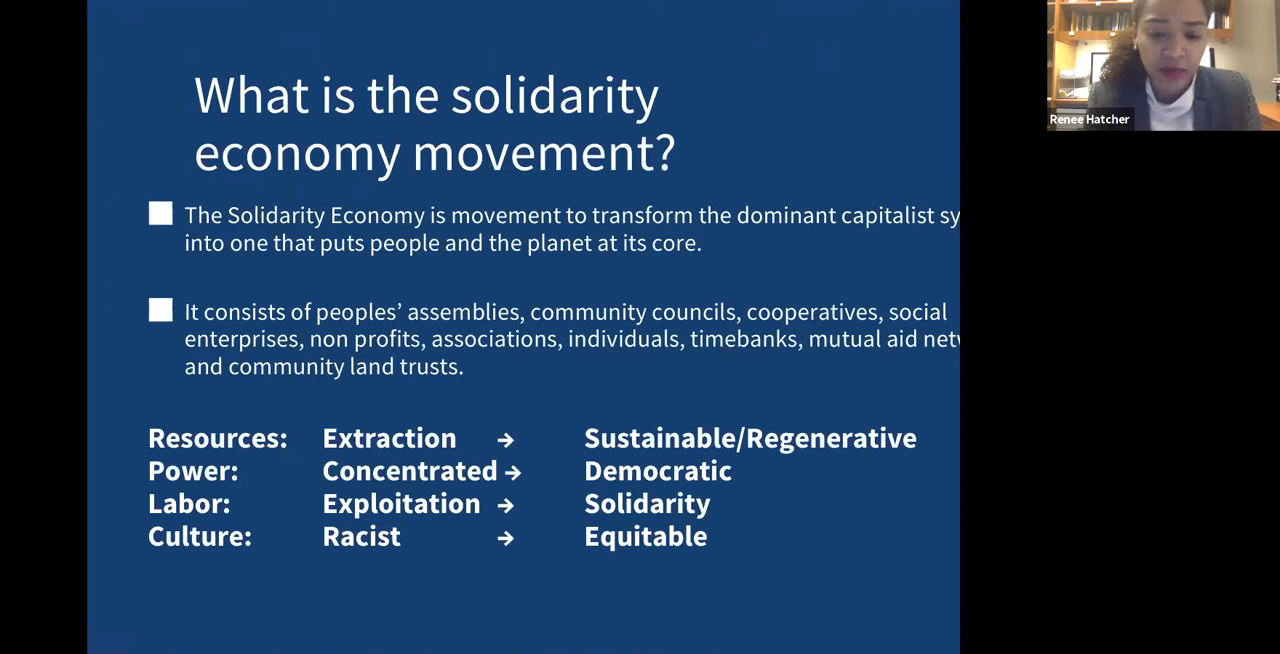 What is the solidarity
economy movement?
The Solidarity Economy is movement to transform the dominant capitalist sy
into one that puts people and the planet at its core.
It consists of peoples’ assemblies, community councils, cooperatives, social
enterprises, non profits, associations, individuals, timebanks, mutual aid net
and community land trusts.
Resources: Extraction → Sustainable/Regenerative
Power: Concentrated → Democratic
Labor: Exploitation → Solidarity
Culture: Racist → Equitable
Renee Hatcher